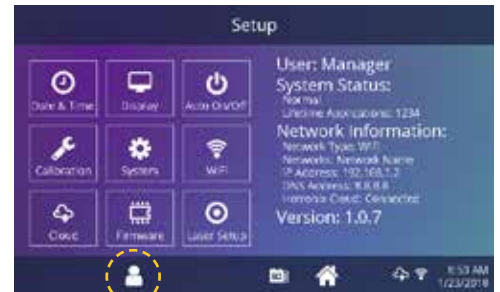 Setup
Date & Time
Display
Auto On/Off
Calibration
System
WiFi
Cloud
Firmware
Laser Setup
User: Manager
System Status:
Normal
Lifetime Applications: 1234
Network Information:
Network Type: WiFi
Networks: Network Name
IP Address: 192.168.1.2
DNS Address: 8.8.8.8
Cloud: Connected
Version: 1.0.7
8:53 AM
1/23/2018